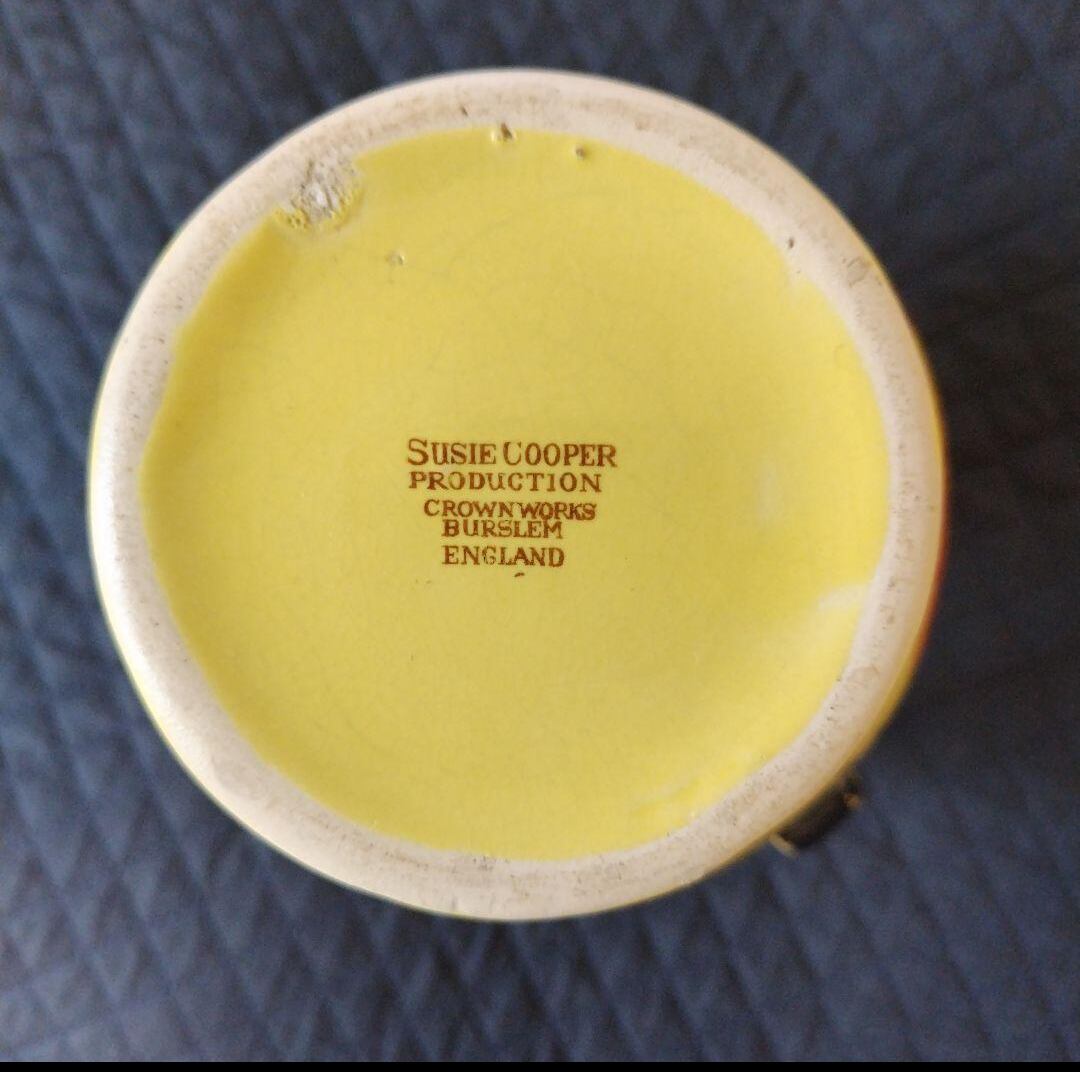 SUSIE COOPER
PRODUCTION
CROWN WORKS
BURSLEM
ENGLAND